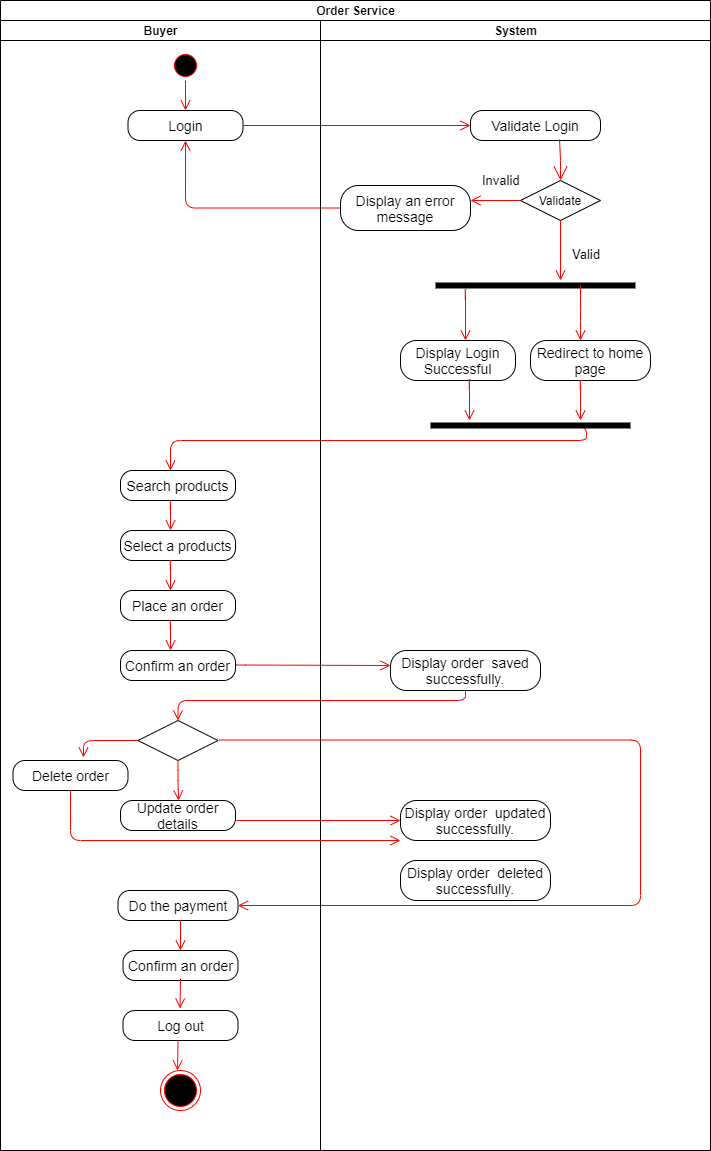 Order Service
Buyer
System
Login
Validate Login
Invalid
Validate
Display an error
message
Valid
Display Login
Successful
Redirect to home
page
Search products
Select a products
Place an order
Confirm an order
Display order saved
successfully.
Delete order
Update order
details
Display order updated
successfully.
Display order deleted
successfully.
Do the payment
Confirm an order
Log out